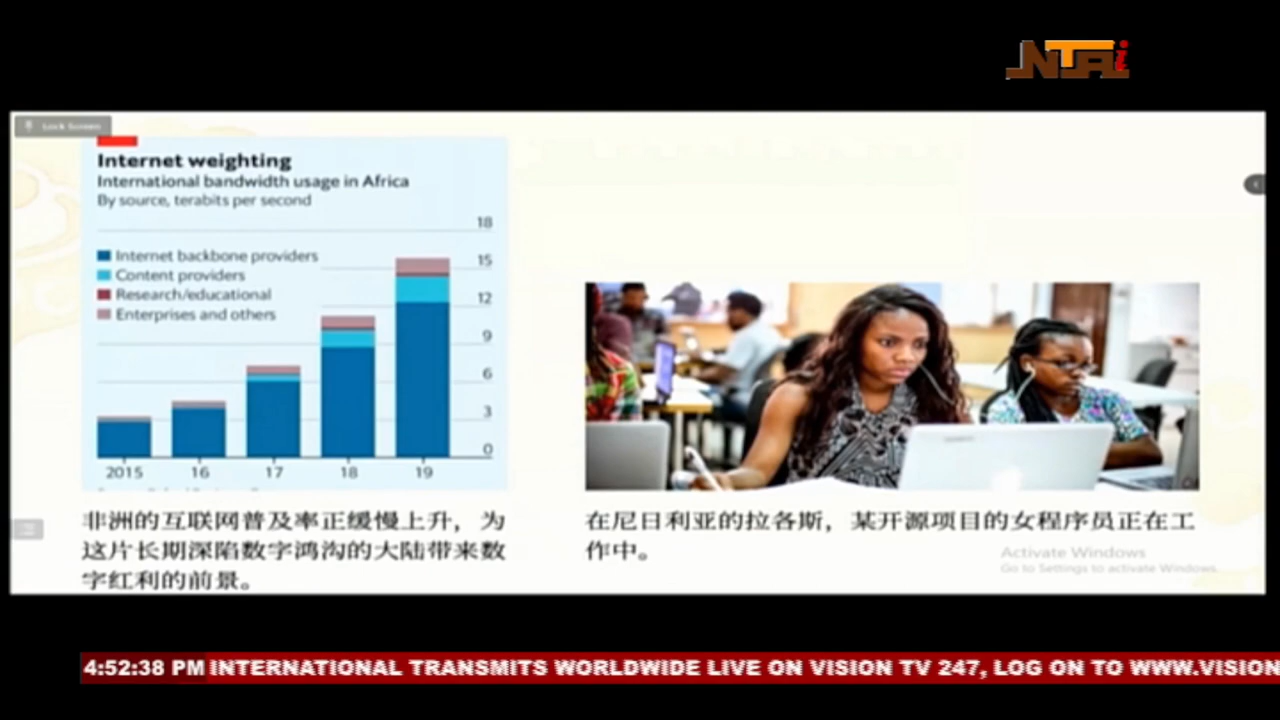 NTAi
Lock Screen
Internet weighting
International bandwidth usage in Africa
By source, terabits per second
18
Internet backbone providers
15
Content providers
Research/educational
12
Enterprises and others
9
6
3
0
2015 16 17 18 19
非洲的互联网普及率正缓慢上升，为
这片长期深陷数字鸿沟的大陆带来数
字红利的前景。
在尼日利亚的拉各斯，某开源项目的女程序员正在工
作中。
Activate Windows
Go to Settings to activate Windows.
4:52:38 PM INTERNATIONAL TRANSMITS WORLDWIDE LIVE ON VISION TV 247, LOG ON TO WWW.VISION